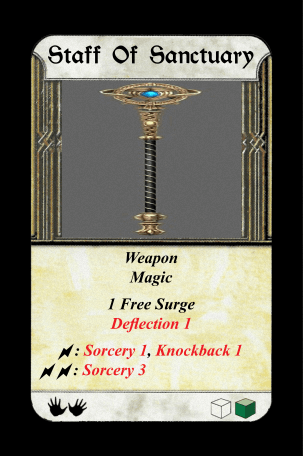 Staff Of Sanctuary
Weapon
Magic
1 Free Surge
Deflection 1
: Sorcery 1, Knockback 1
: Sorcery 3